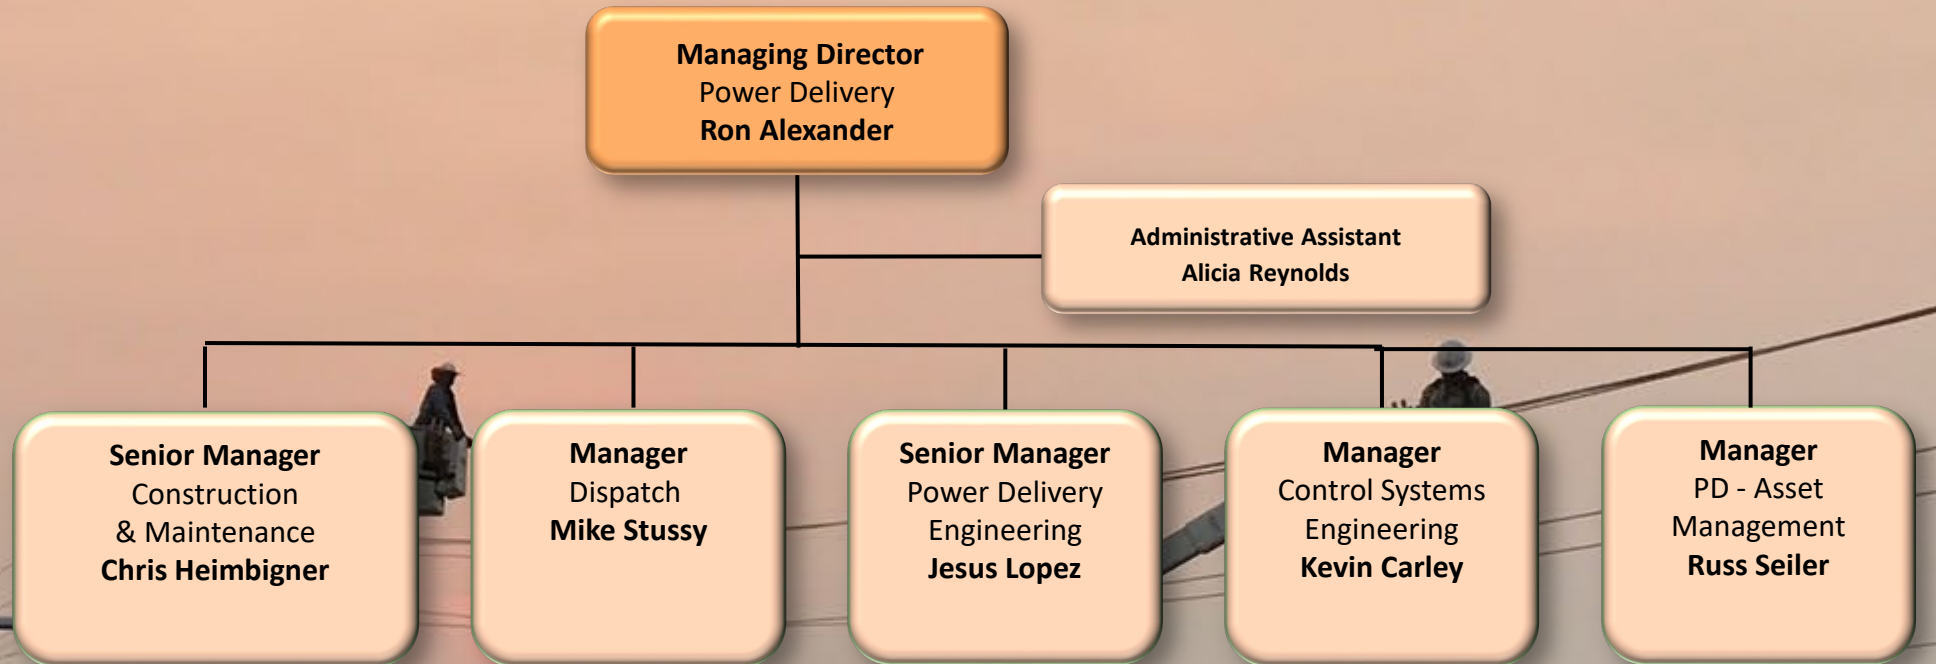 Managing Director
Power Delivery
Ron Alexander
Administrative Assistant
Alicia Reynolds
Senior Manager
Construction
& Maintenance
Chris Heimbigner
Manager
Dispatch
Mike Stussy
Senior Manager
Power Delivery
Engineering
Jesus Lopez
Manager
Control Systems
Engineering
Kevin Carley
Manager
PD - Asset
Management
Russ Seiler